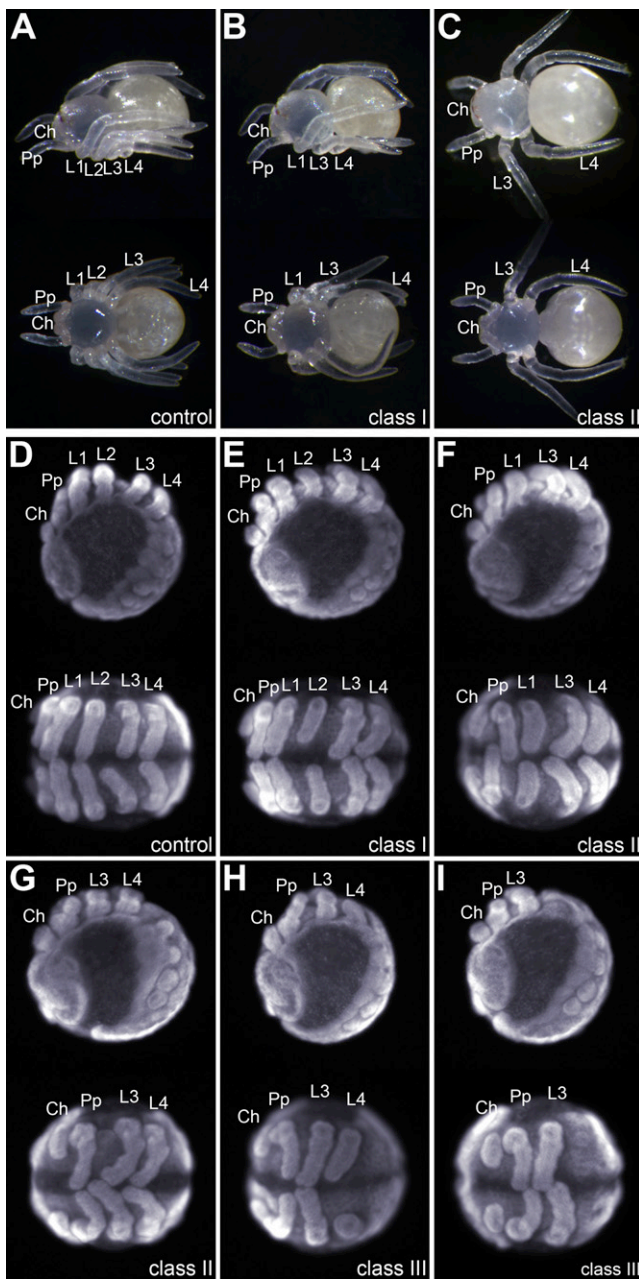 A
Ch
Pp
L1 L2 L3 L4
L3
L1 L2
L4
Pp
Ch
control
B
Ch
Pp
L1 L3 L4
L3
L1
L4
Pp
Ch
class I
C
Ch
Pp
L3
L4
L3
L4
Pp
Ch
class II
D
L2
L1
L3
Pp
L4
Ch
Ch Pp L1 L2 L3 L4
control
E
L1 L2 L3
Pp
L4
Ch
Ch Pp L1 L2 L3 L4
class I
F
L1 L3 L4
Pp
Ch
Ch Pp L1 L3 L4
class II
G
Pp L3 L4
Ch
Ch Pp L3 L4
class II
H
Pp L3 L4
Ch
Ch Pp L3 L4
class III
I
Pp L3
Ch
Ch Pp L3
class III